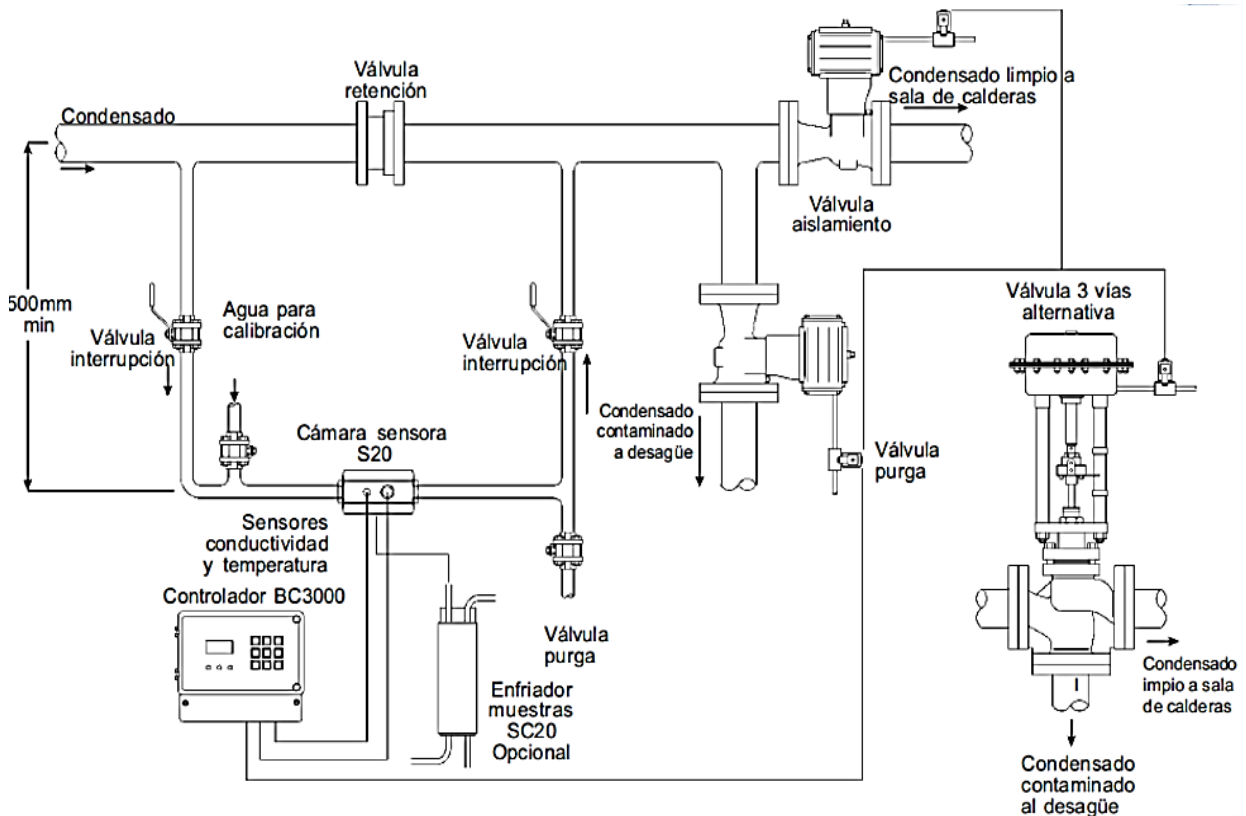 Válvula
retención
Condensado
Condensado limpio a
sala de calderas
Válvula
aislamiento
500mm
min
Válvula
interrupción
Agua para
calibración
Válvula
interrupción
Válvula 3 vías
alternativa
Cámara sensora
S20
Condensado
contaminado
a desagüe
Válvula
purga
Sensores
conductividad
y temperatura
Controlador BC3000
Válvula
purga
Enfriador
muestras
SC20
Opcional
Condensado
impio a sala
de calderas
Condensado
contaminado
al desagüe